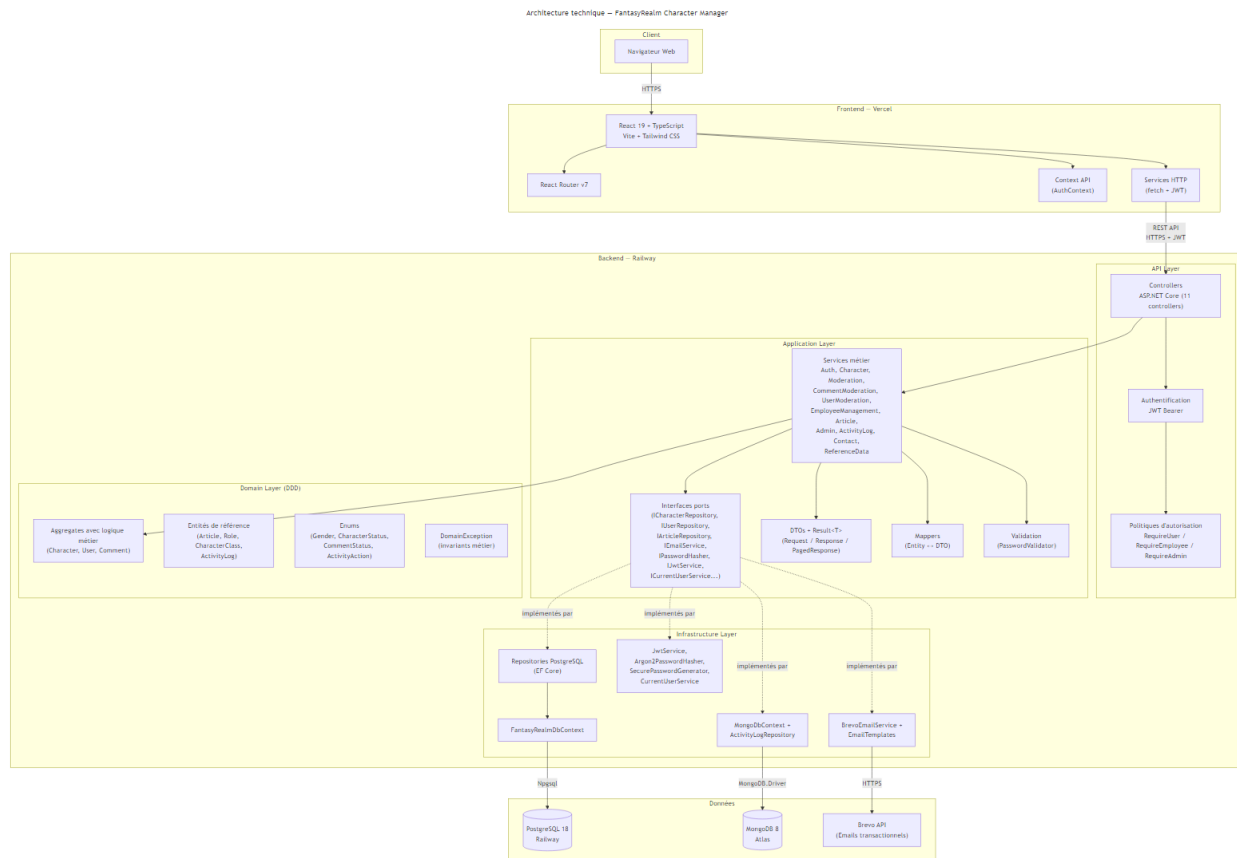 Architecture technique — FantasyRealm Character Manager
Client
Navigateur Web
HTTPS
Frontend — Vercel
React 19 + TypeScript
Vite + Tailwind CSS
React Router v7
Context API
(AuthContext)
Services HTTP
(fetch + JWT)
REST API
HTTPS + JWT
Backend — Railway
API Layer
Controllers
ASP.NET Core (11
controllers)
Authentification
JWT Bearer
Politiques d'autorisation
RequireUser /
RequireEmployee /
RequireAdmin
Application Layer
Services métier
Auth, Character,
Moderation,
CommentModeration,
UserModeration,
EmployeeManagement,
Article,
Admin, ActivityLog,
Contact,
ReferenceData
Interfaces ports
(ICharacterRepository,
IUserRepository,
IArticleRepository,
IEmailService,
IPasswordHasher,
IJwtService,
ICurrentUserService...)
DTOs + Result<T>
(Request / Response /
PagedResponse)
Mappers
(Entity ↔ DTO)
Validation
(PasswordValidator)
Domain Layer (DDD)
Aggregates avec logique
métier
(Character, User, Comment)
Entités de référence
(Article, Role,
CharacterClass,
ActivityLog)
Enums
(Gender, CharacterStatus,
CommentStatus,
ActivityAction)
DomainException
(invariants métier)
implémentés par
implémentés par
implémentés par
implémentés par
Infrastructure Layer
Repositories PostgreSQL
(EF Core)
FantasyRealmDbContext
JwtService,
Argon2PasswordHasher,
SecurePasswordGenerator,
CurrentUserService
MongoDbContext +
ActivityLogRepository
BrevoEmailService +
EmailTemplates
Npgsql
MongoDB.Driver
HTTPS
Données
PostgreSQL 18
Railway
MongoDB 8
Atlas
Brevo API
(Emails transactionnels)